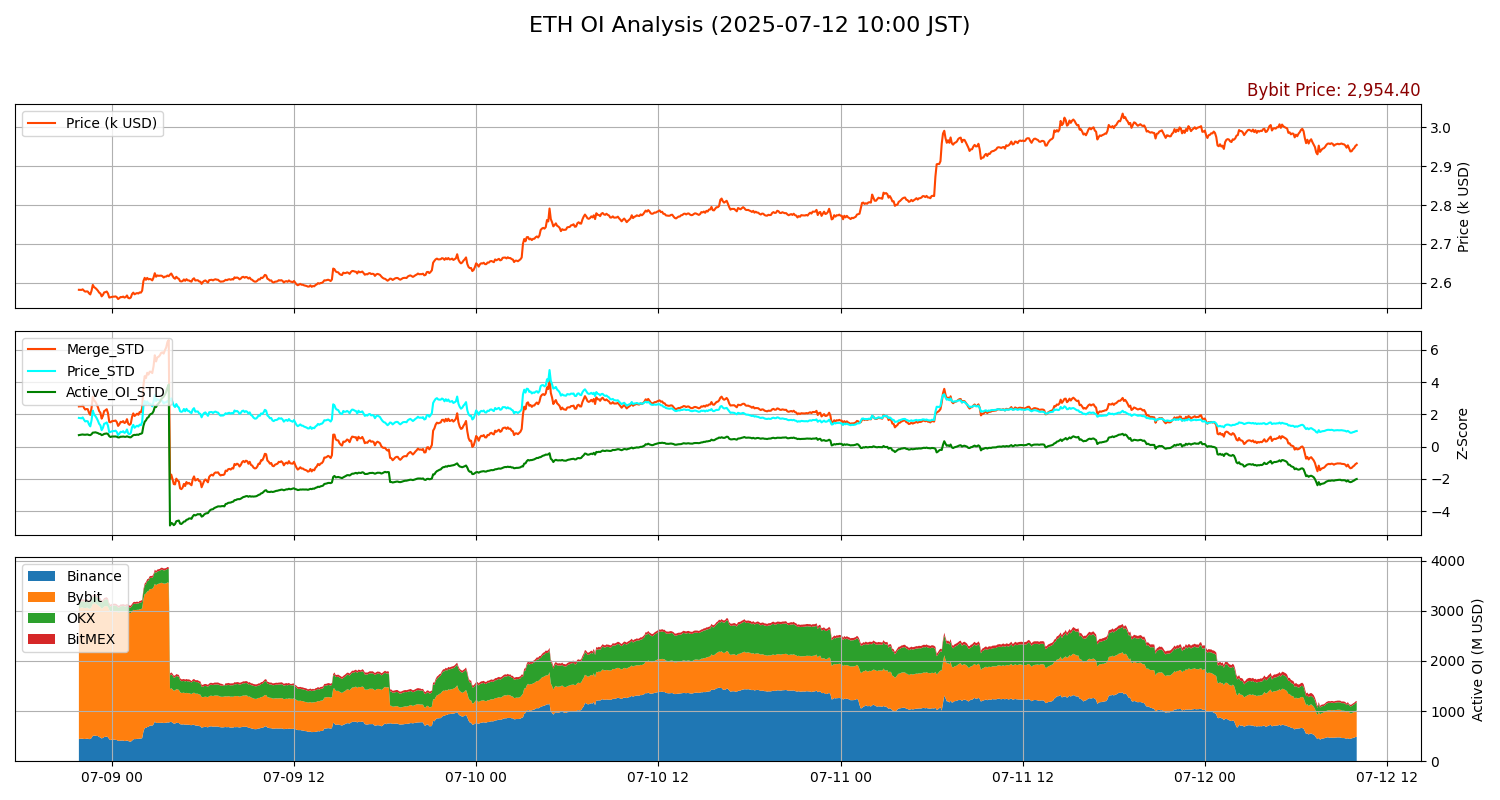 ETH OI Analysis (2025-07-12 10:00 JST)
Bybit Price: 2,954.40
Price (k USD)
3.0
2.9
2.8
2.7
2.6
Price (k USD)
Merge_STD
Price_STD
Active_OI_STD
6
4
2
0
−2
−4
Z-Score
Binance
Bybit
OKX
BitMEX
4000
3000
2000
1000
0
Active OI (M USD)
07-09 00 07-09 12 07-10 00 07-10 12 07-11 00 07-11 12 07-12 00 07-12 12